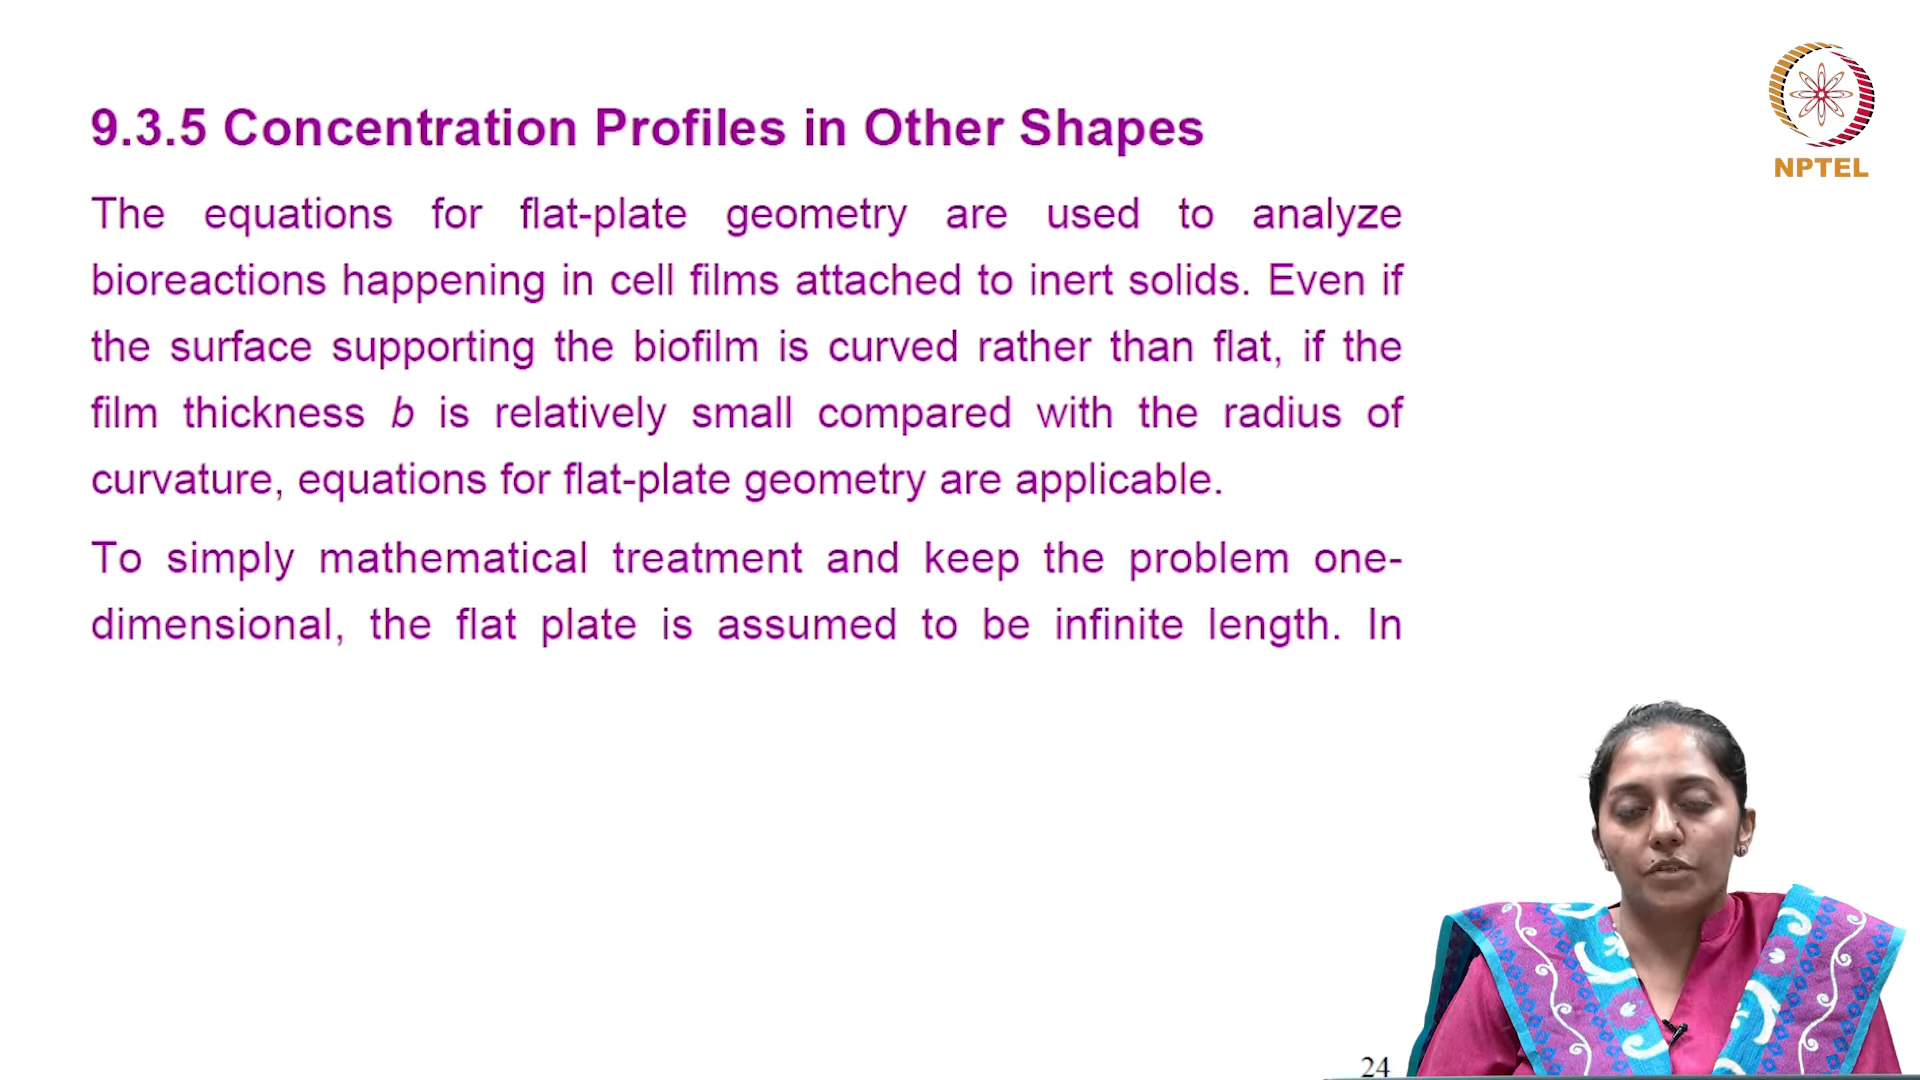 9.3.5 Concentration Profiles in Other Shapes
The equations for flat-plate geometry are used to analyze
bioreactions happening in cell films attached to inert solids. Even if
the surface supporting the biofilm is curved rather than flat, if the
film thickness b is relatively small compared with the radius of
curvature, equations for flat-plate geometry are applicable.
To simply mathematical treatment and keep the problem one-
dimensional, the flat plate is assumed to be infinite length. In
NPTEL
24